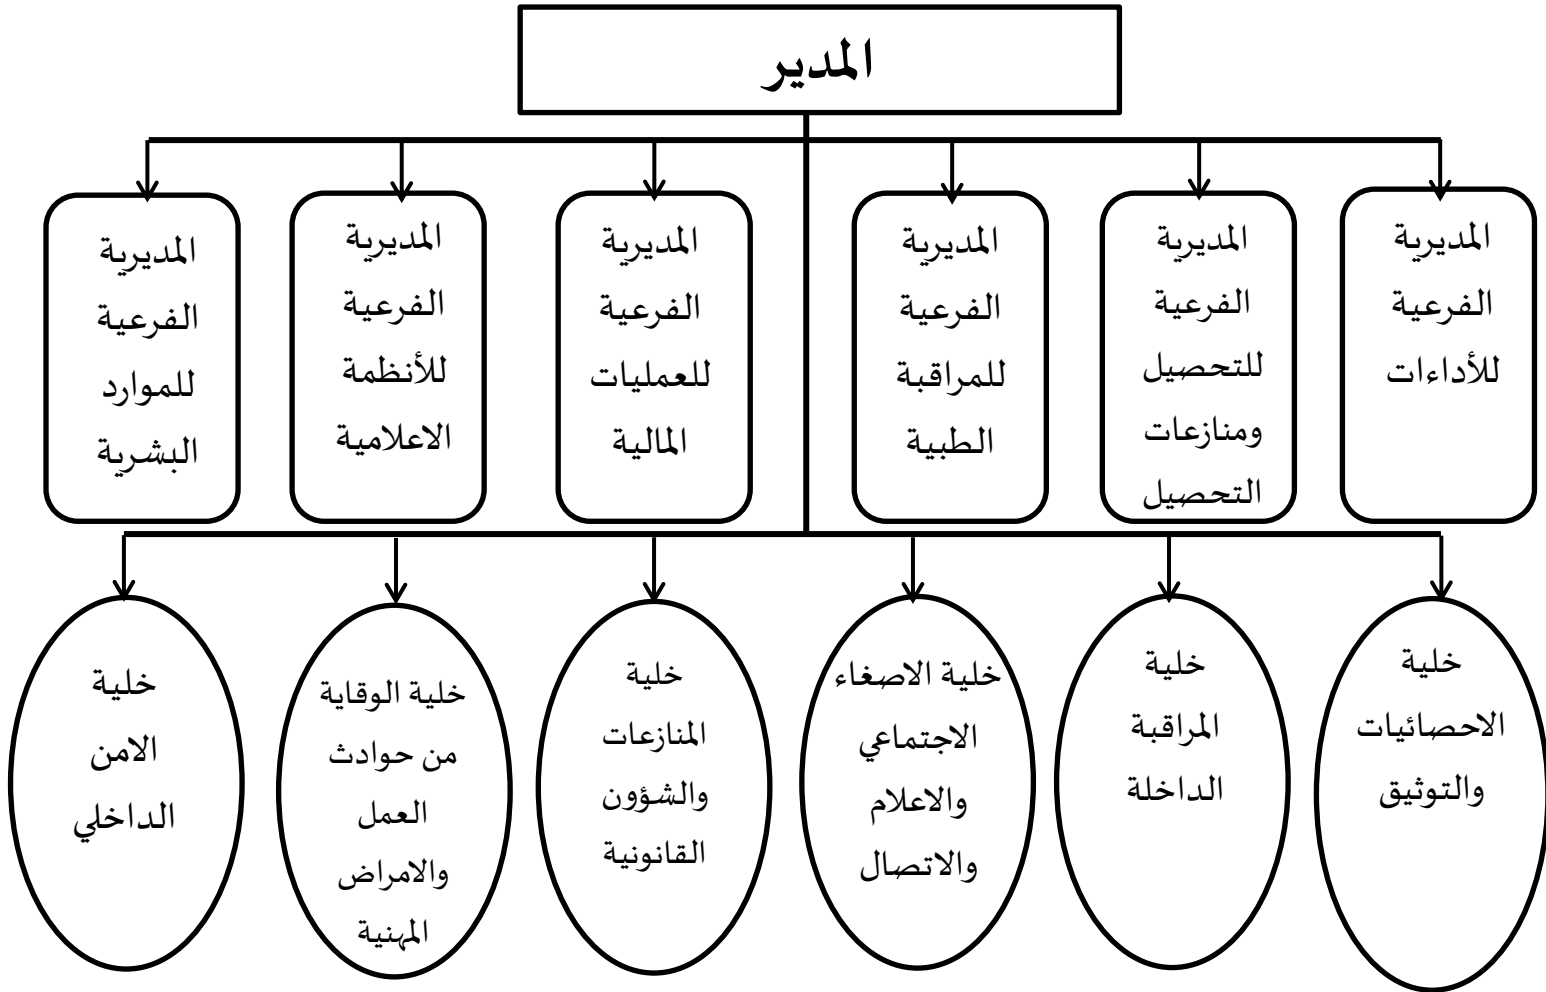 المدير
المديرية
الفرعية
للأداءات
المديرية
الفرعية
للتحصيل
ومنازعات
التحصيل
المديرية
الفرعية
للمراقبة
الطبية
المديرية
الفرعية
للعمليات
المالية
المديرية
الفرعية
للأنظمة
الاعلامية
المديرية
الفرعية
للموارد
البشرية
خلية
الاحصائيات
والتوثيق
خلية
المراقبة
الداخلة
خلية الاصغاء
الاجتماعي
والاعلام
والاتصال
خلية
المنازعات
والشؤون
القانونية
خلية الوقاية
من حوادث
العمل
والامراض
المهنية
خلية
الامن
الداخلي